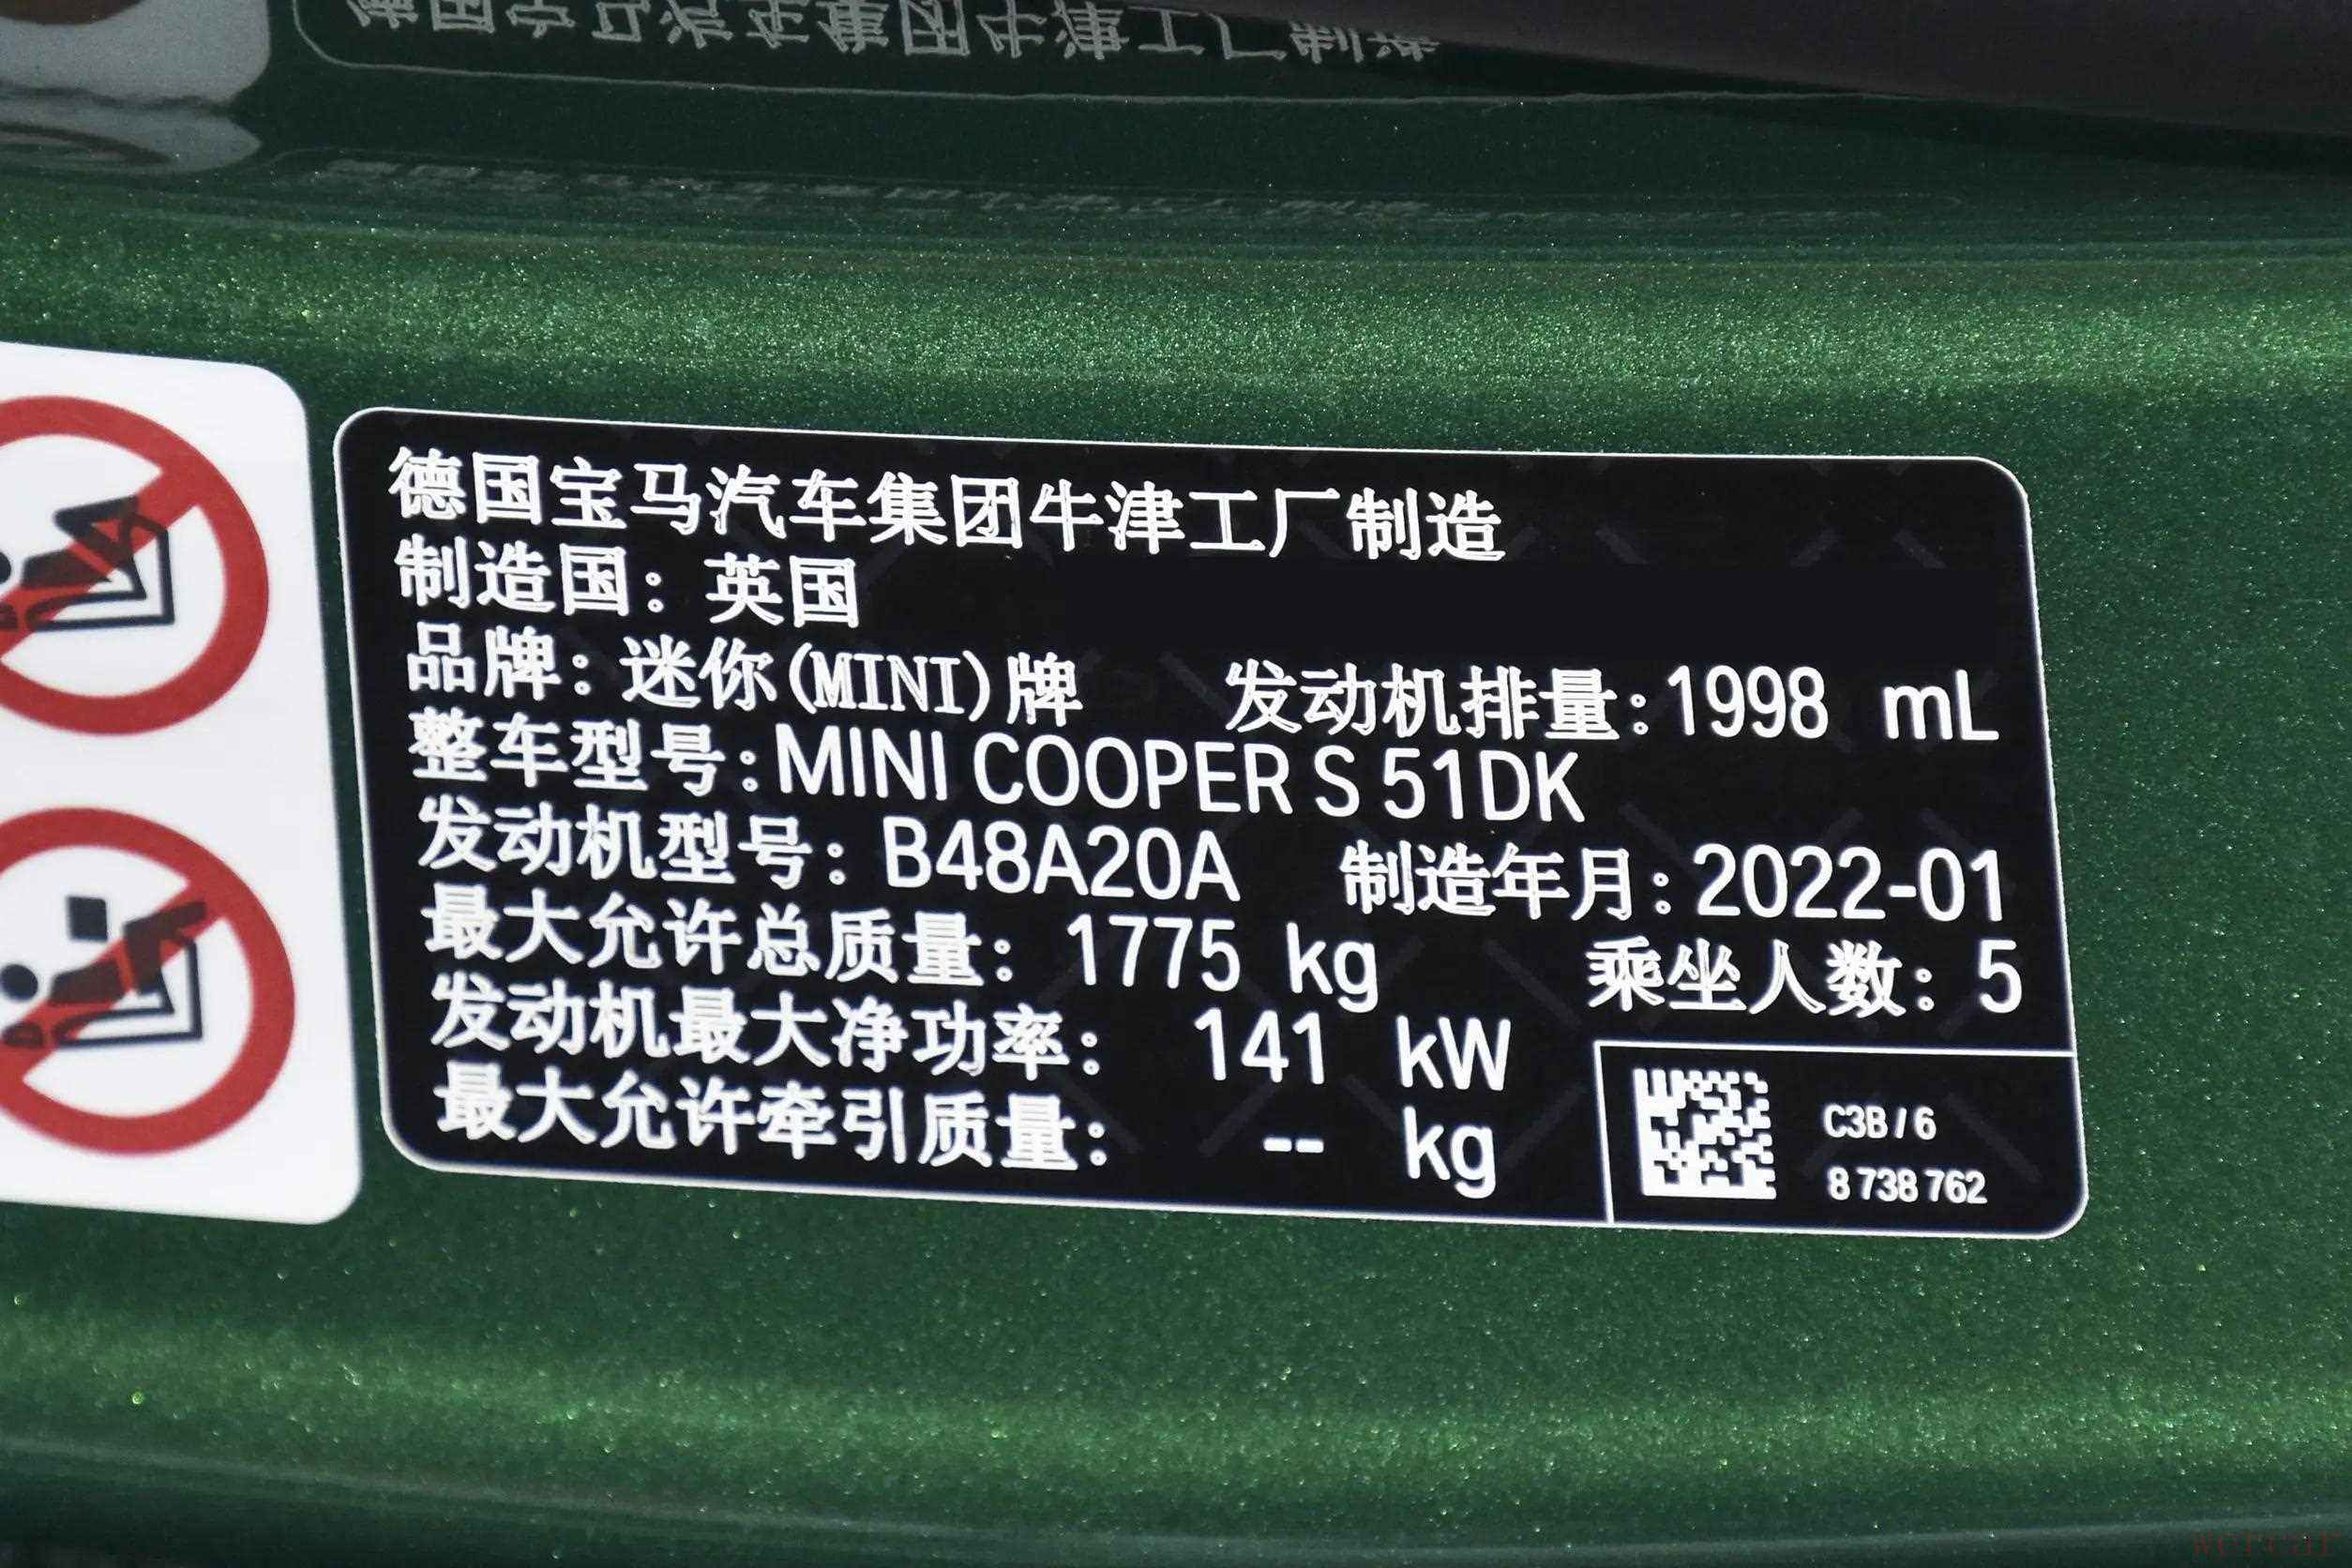 德国宝马汽车集团牛津工厂制造
制造国：英国
品牌：迷你(MINI)牌 发动机排量:1998 mL
整车型号:MINI COOPER S 51DK
发动机型号：B48A20A 制造年月:2022-01
最大允许总质量：1775 kg 乘坐人数：5
发动机最大净功率：141 kW
最大允许牵引质量：-- kg
C3B / 6
8 738 762